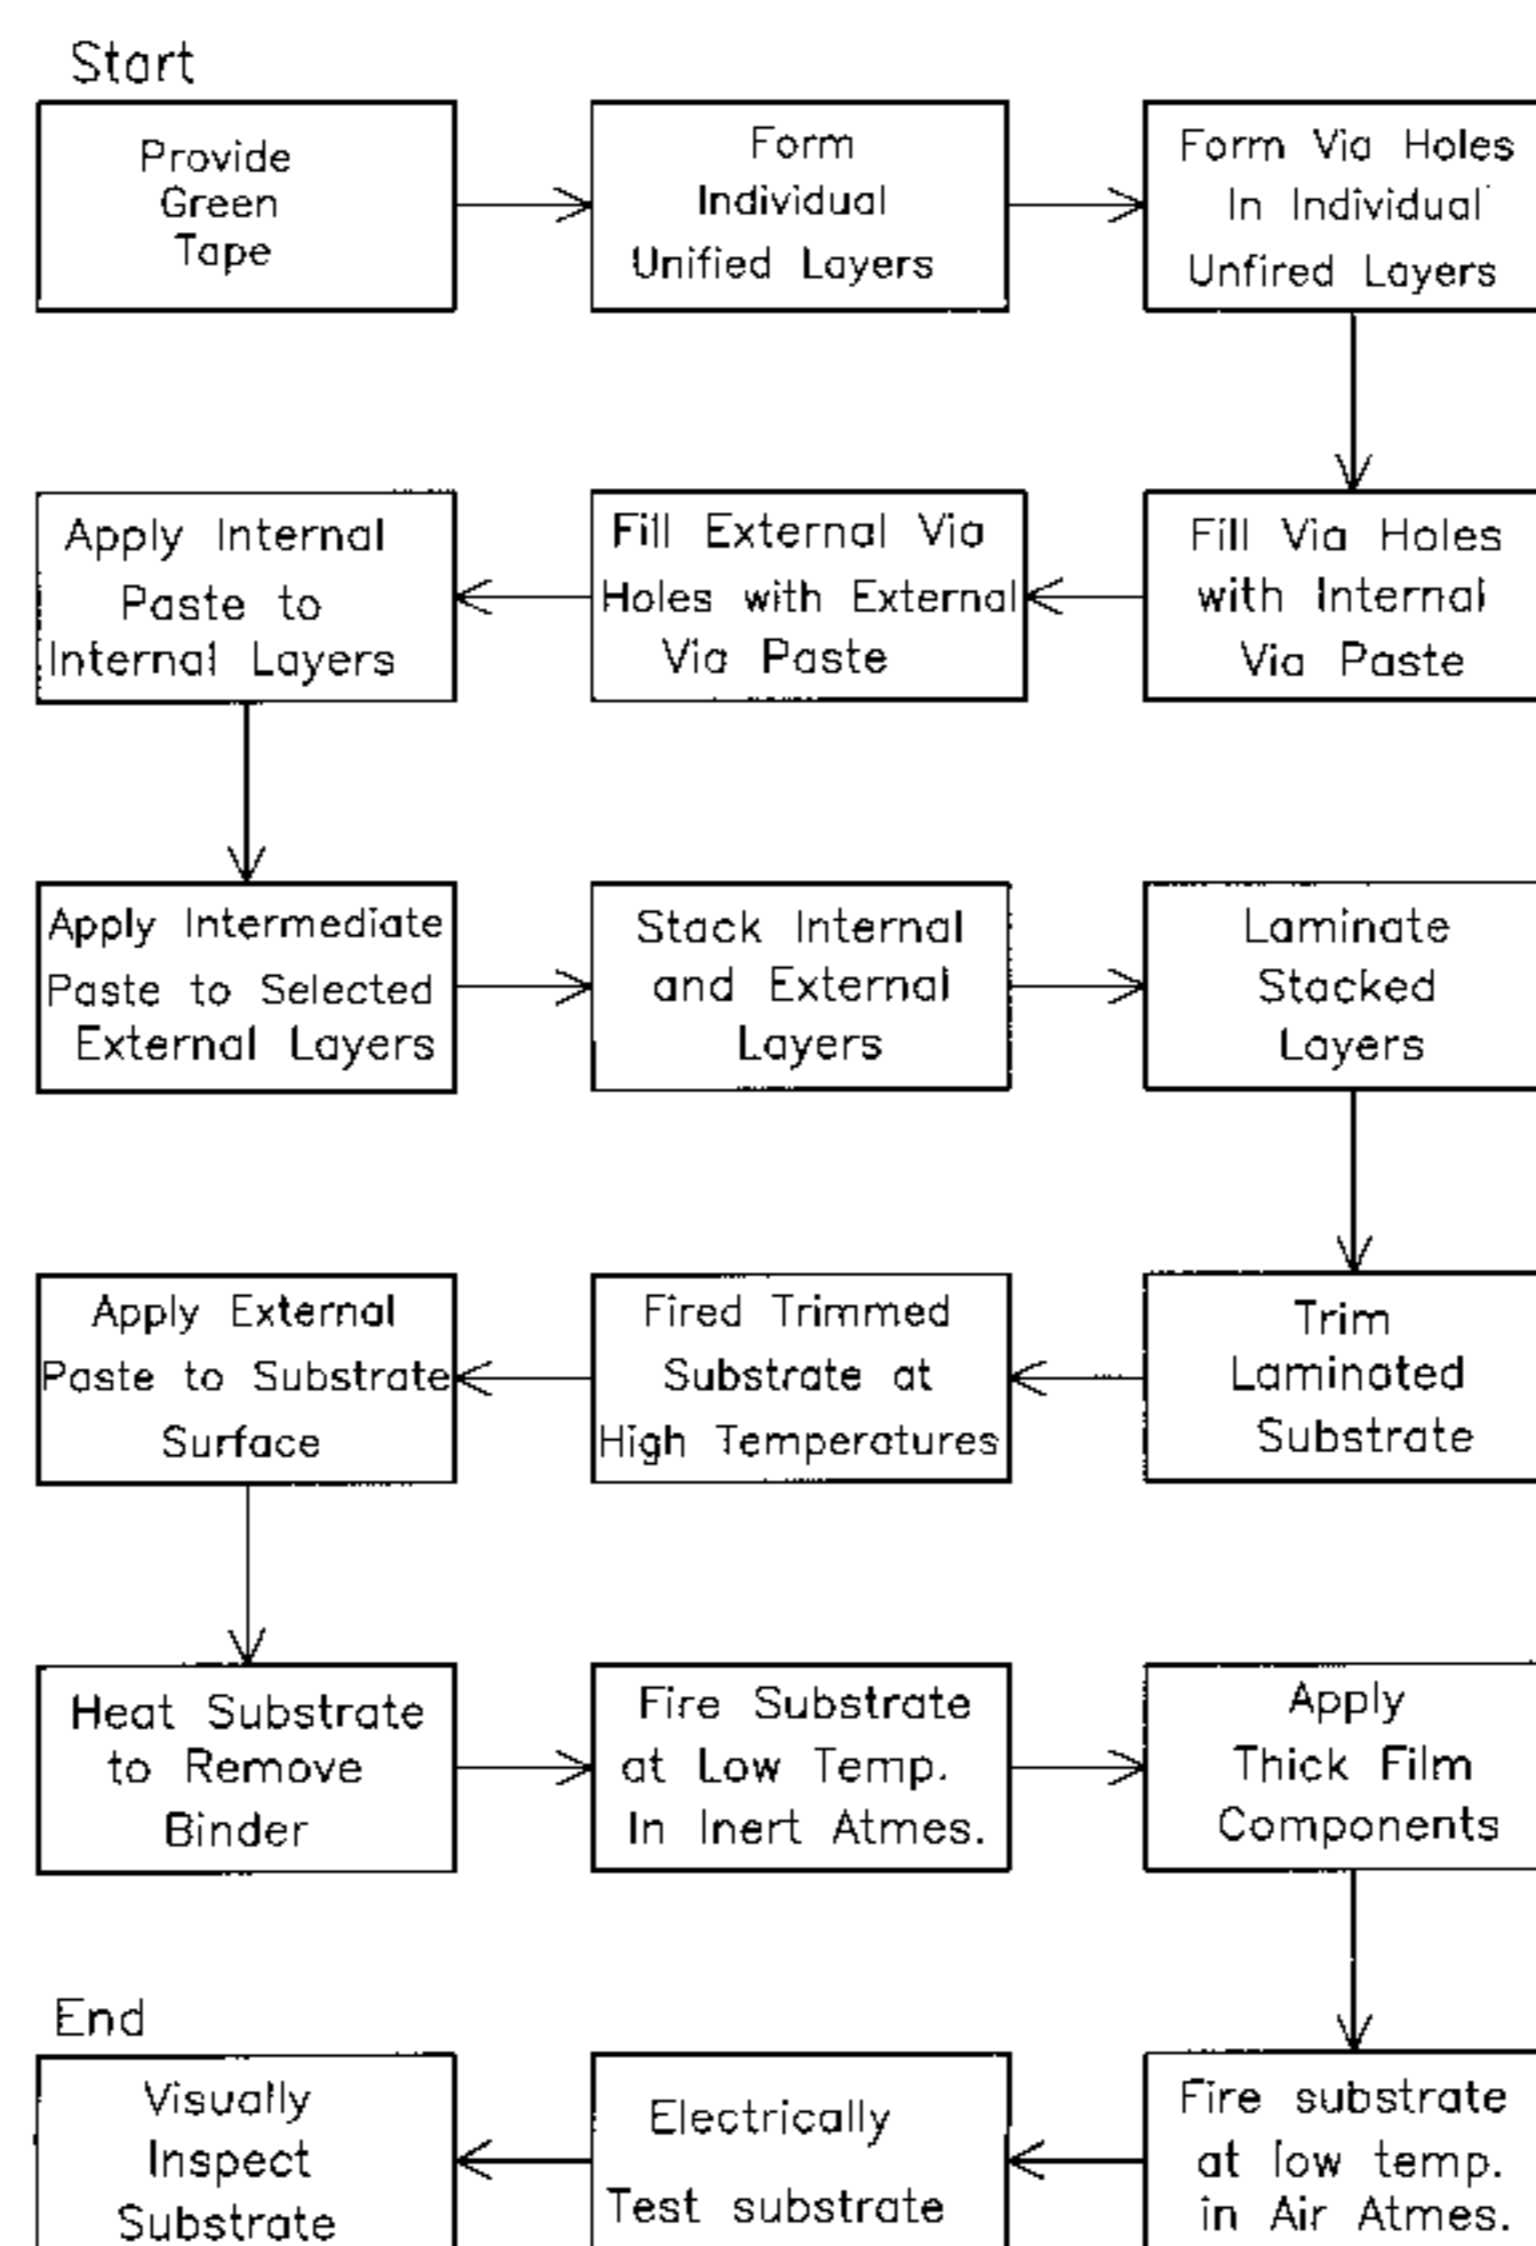 Start
Provide
Green
Tape
Form
Individual
Unified Layers
Form Via Holes
In Individual
Unfired Layers
Fill Via Holes
with Internal
Via Paste
Fill External Via
Holes with External
Via Paste
Apply Internal
Paste to
Internal Layers
Apply Intermediate
Paste to Selected
External Layers
Stack Internal
and External
Layers
Laminate
Stacked
Layers
Trim
Laminated
Substrate
Fired Trimmed
Substrate at
High Temperatures
Apply External
Paste to Substrate
Surface
Heat Substrate
to Remove
Binder
Fire Substrate
at Low Temp.
In Inert Atmes.
Apply
Thick Film
Components
Fire substrate
at low temp.
in Air Atmes.
Electrically
Test substrate
End
Visually
Inspect
Substrate